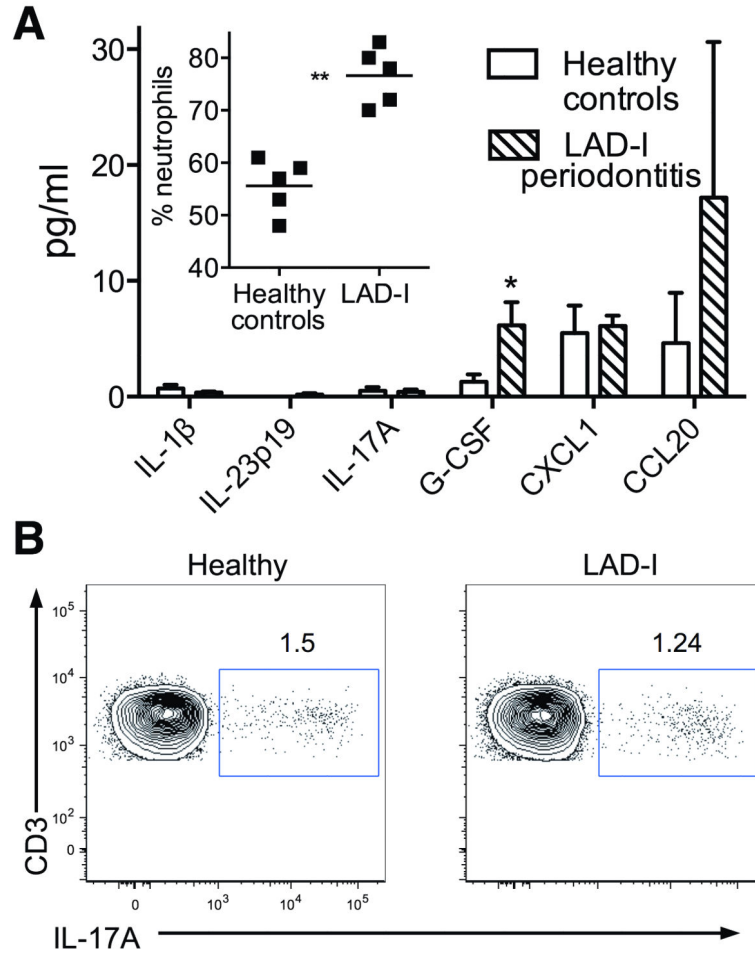 A
30
20
10
0
pg/ml
80
70
60
50
40
% neutrophils
**
Healthy
controls
LAD-I
Healthy
controls
LAD-I
periodontitis
*
IL-1β
IL-23p19
IL-17A
G-CSF
CXCL1
CCL20
B
Healthy
LAD-I
10⁵
10⁴
10³
10²
0
1.5
1.24
CD3
0
10³
10⁴
10⁵
IL-17A